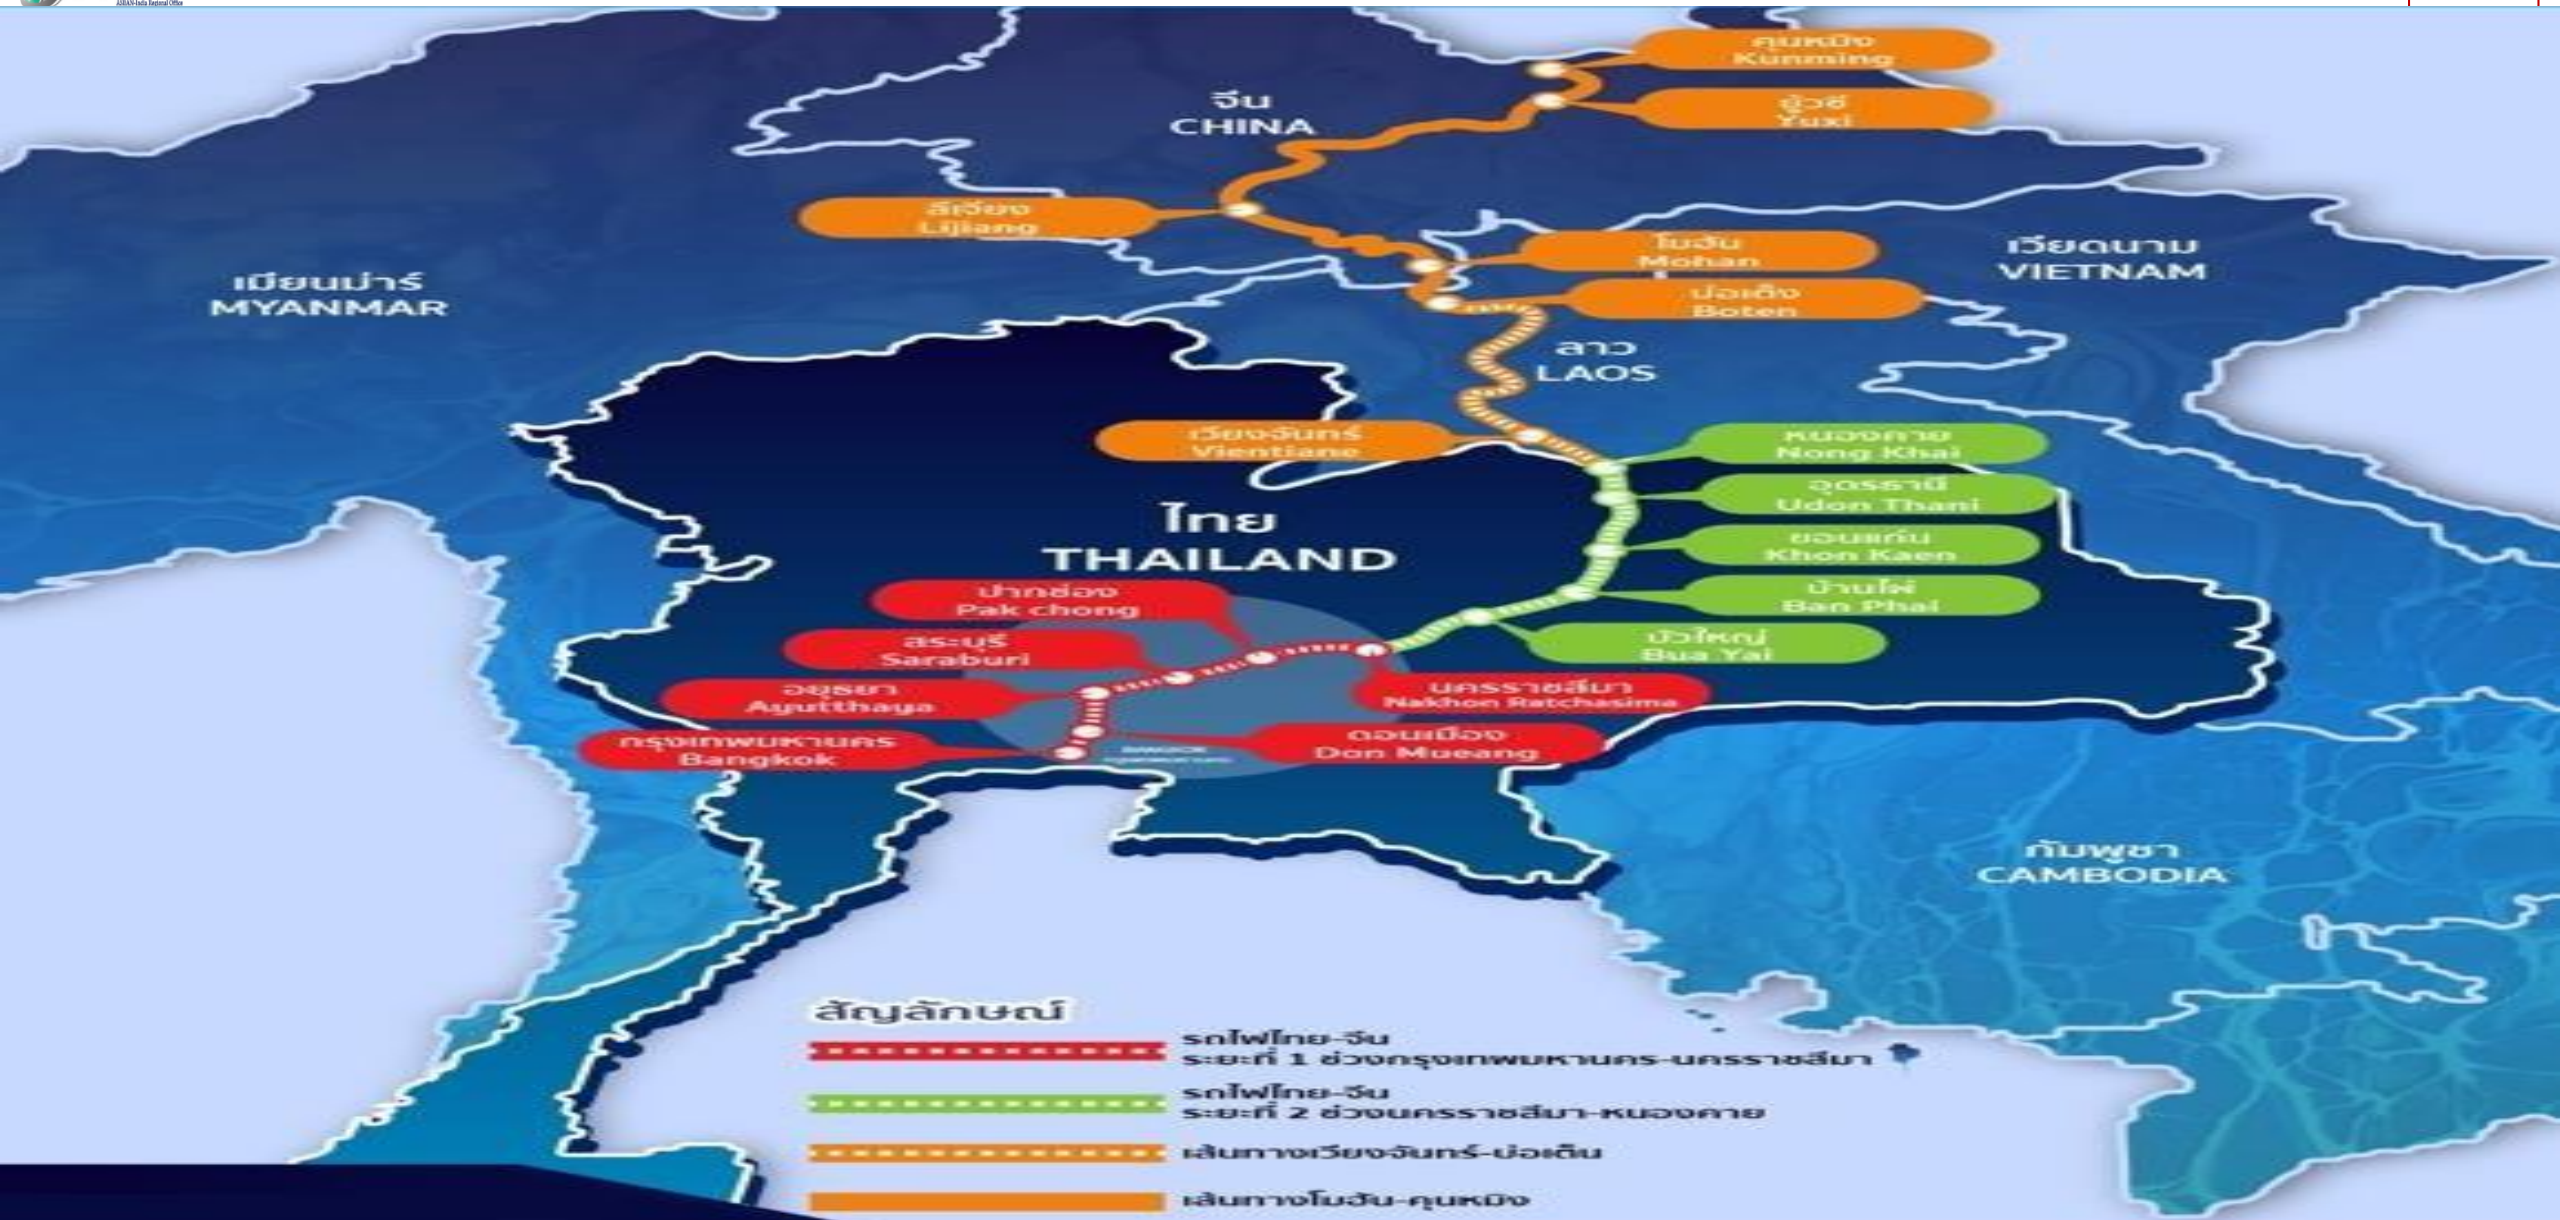 ASEAN-India Regional Office
คุนหมิง
Kunming
ยู่วซี
Yuxi
จีน
CHINA
ลี่เจียง
Lijiang
โมฮัน
Mohan
เวียดนาม
VIETNAM
เมียนม่าร์
MYANMAR
บ่อเต็ง
Boten
ลาว
LAOS
เวียงจันทร์
Vientiane
หนองคาย
Nong Khai
อุดรธานี
Udon Thani
ไทย
THAILAND
ขอนแก่น
Khon Kaen
ปากช่อง
Pak chong
บ้านไผ่
Ban Phai
สระบุรี
Saraburi
บัวใหญ่
Bua Yai
อยุธยา
Ayutthaya
นครราชสีมา
Nakhon Ratchasima
กรุงเทพมหานคร
Bangkok
ดอนเมือง
Don Mueang
BANGKOK
กัมพูชา
CAMBODIA
สัญลักษณ์
รถไฟไทย-จีน
ระยะที่ 1 ช่วงกรุงเทพมหานคร-นครราชสีมา
รถไฟไทย-จีน
ระยะที่ 2 ช่วงนครราชสีมา-หนองคาย
เส้นทางเวียงจันทร์-บ่อเต็น
เส้นทางโมฮัน-คุนหมิง